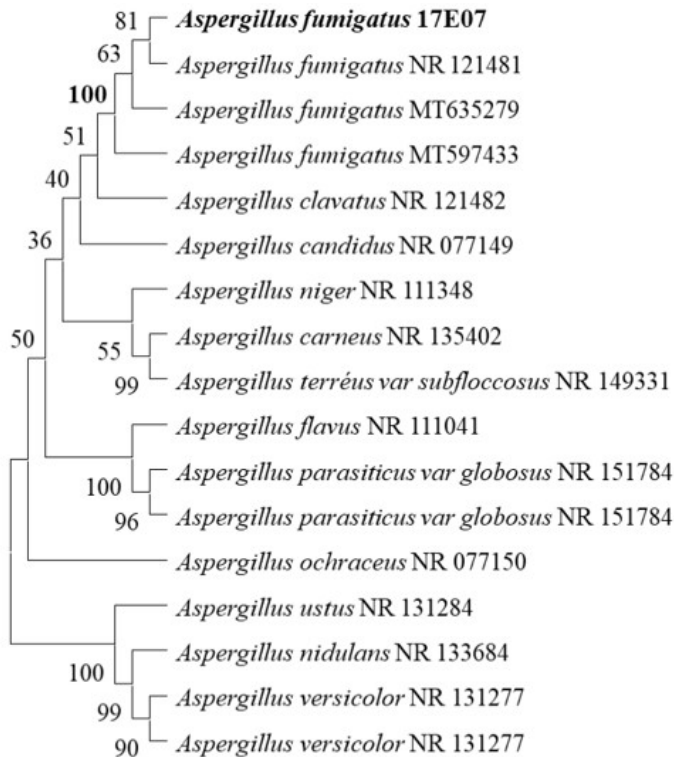 81
Aspergillus fumigatus 17E07
63
Aspergillus fumigatus NR 121481
100
Aspergillus fumigatus MT635279
51
Aspergillus fumigatus MT597433
40
Aspergillus clavatus NR 121482
36
Aspergillus candidus NR 077149
Aspergillus niger NR 111348
50
Aspergillus carneus NR 135402
55
Aspergillus terréus var subfloccosus NR 149331
99
Aspergillus flavus NR 111041
Aspergillus parasiticus var globosus NR 151784
100
Aspergillus parasiticus var globosus NR 151784
96
Aspergillus ochraceus NR 077150
Aspergillus ustus NR 131284
Aspergillus nidulans NR 133684
100
Aspergillus versicolor NR 131277
99
Aspergillus versicolor NR 131277
90